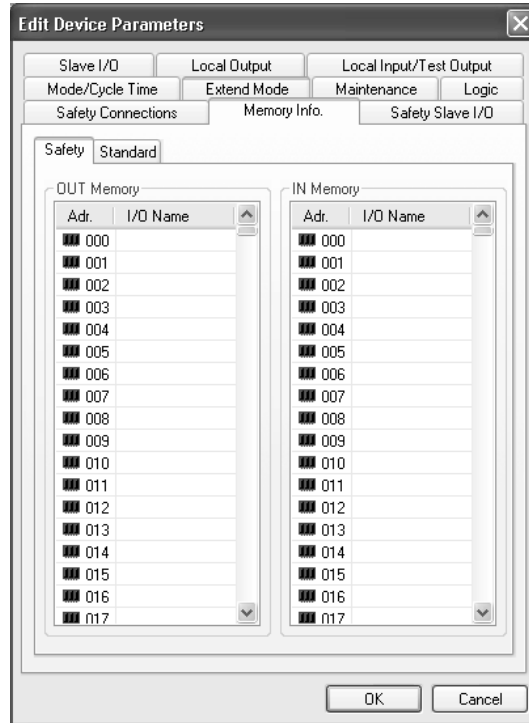 Edit Device Parameters
Slave I/O Local Output Local Input/Test Output
Mode/Cycle Time Extend Mode Maintenance Logic
Safety Connections Memory Info. Safety Slave I/O
Safety Standard
OUT Memory IN Memory
Adr. I/O Name Adr. I/O Name
000 000
001 001
002 002
003 003
004 004
005 005
006 006
007 007
008 008
009 009
010 010
011 011
012 012
013 013
014 014
015 015
016 016
017 017
OK Cancel